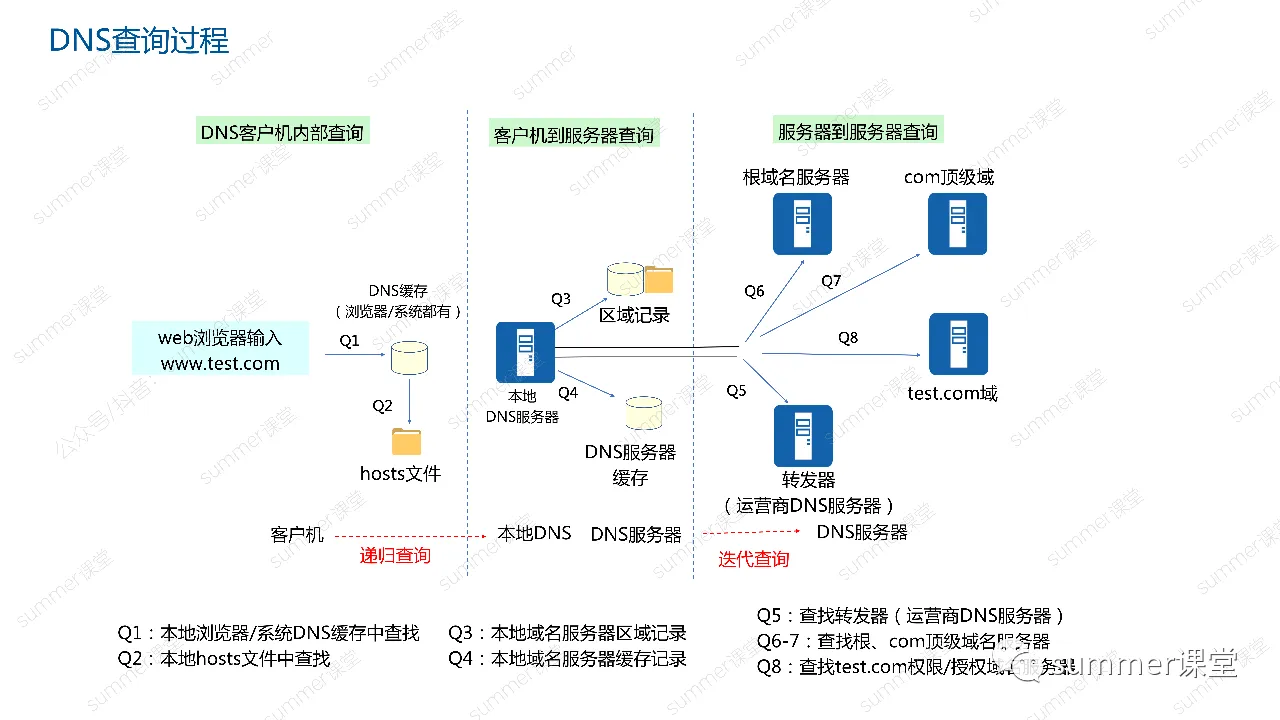 DNS查询过程
DNS客户机内部查询
客户机到服务器查询
服务器到服务器查询
根域名服务器
com顶级域
DNS缓存
（浏览器/系统都有）
web浏览器输入
www.test.com
Q1
Q2
hosts文件
Q3
区域记录
本地
DNS服务器
Q4
DNS服务器
缓存
Q6
Q7
Q8
Q5
test.com域
转发器
（运营商DNS服务器）
客户机
递归查询
本地DNS
DNS服务器
迭代查询
DNS服务器
Q1：本地浏览器/系统DNS缓存中查找
Q2：本地hosts文件中查找
Q3：本地域名服务器区域记录
Q4：本地域名服务器缓存记录
Q5：查找转发器（运营商DNS服务器）
Q6-7：查找根、com顶级域名服务器
Q8：查找test.com权限/授权域名服务器
summer课堂
公众号/抖音：
summer课堂